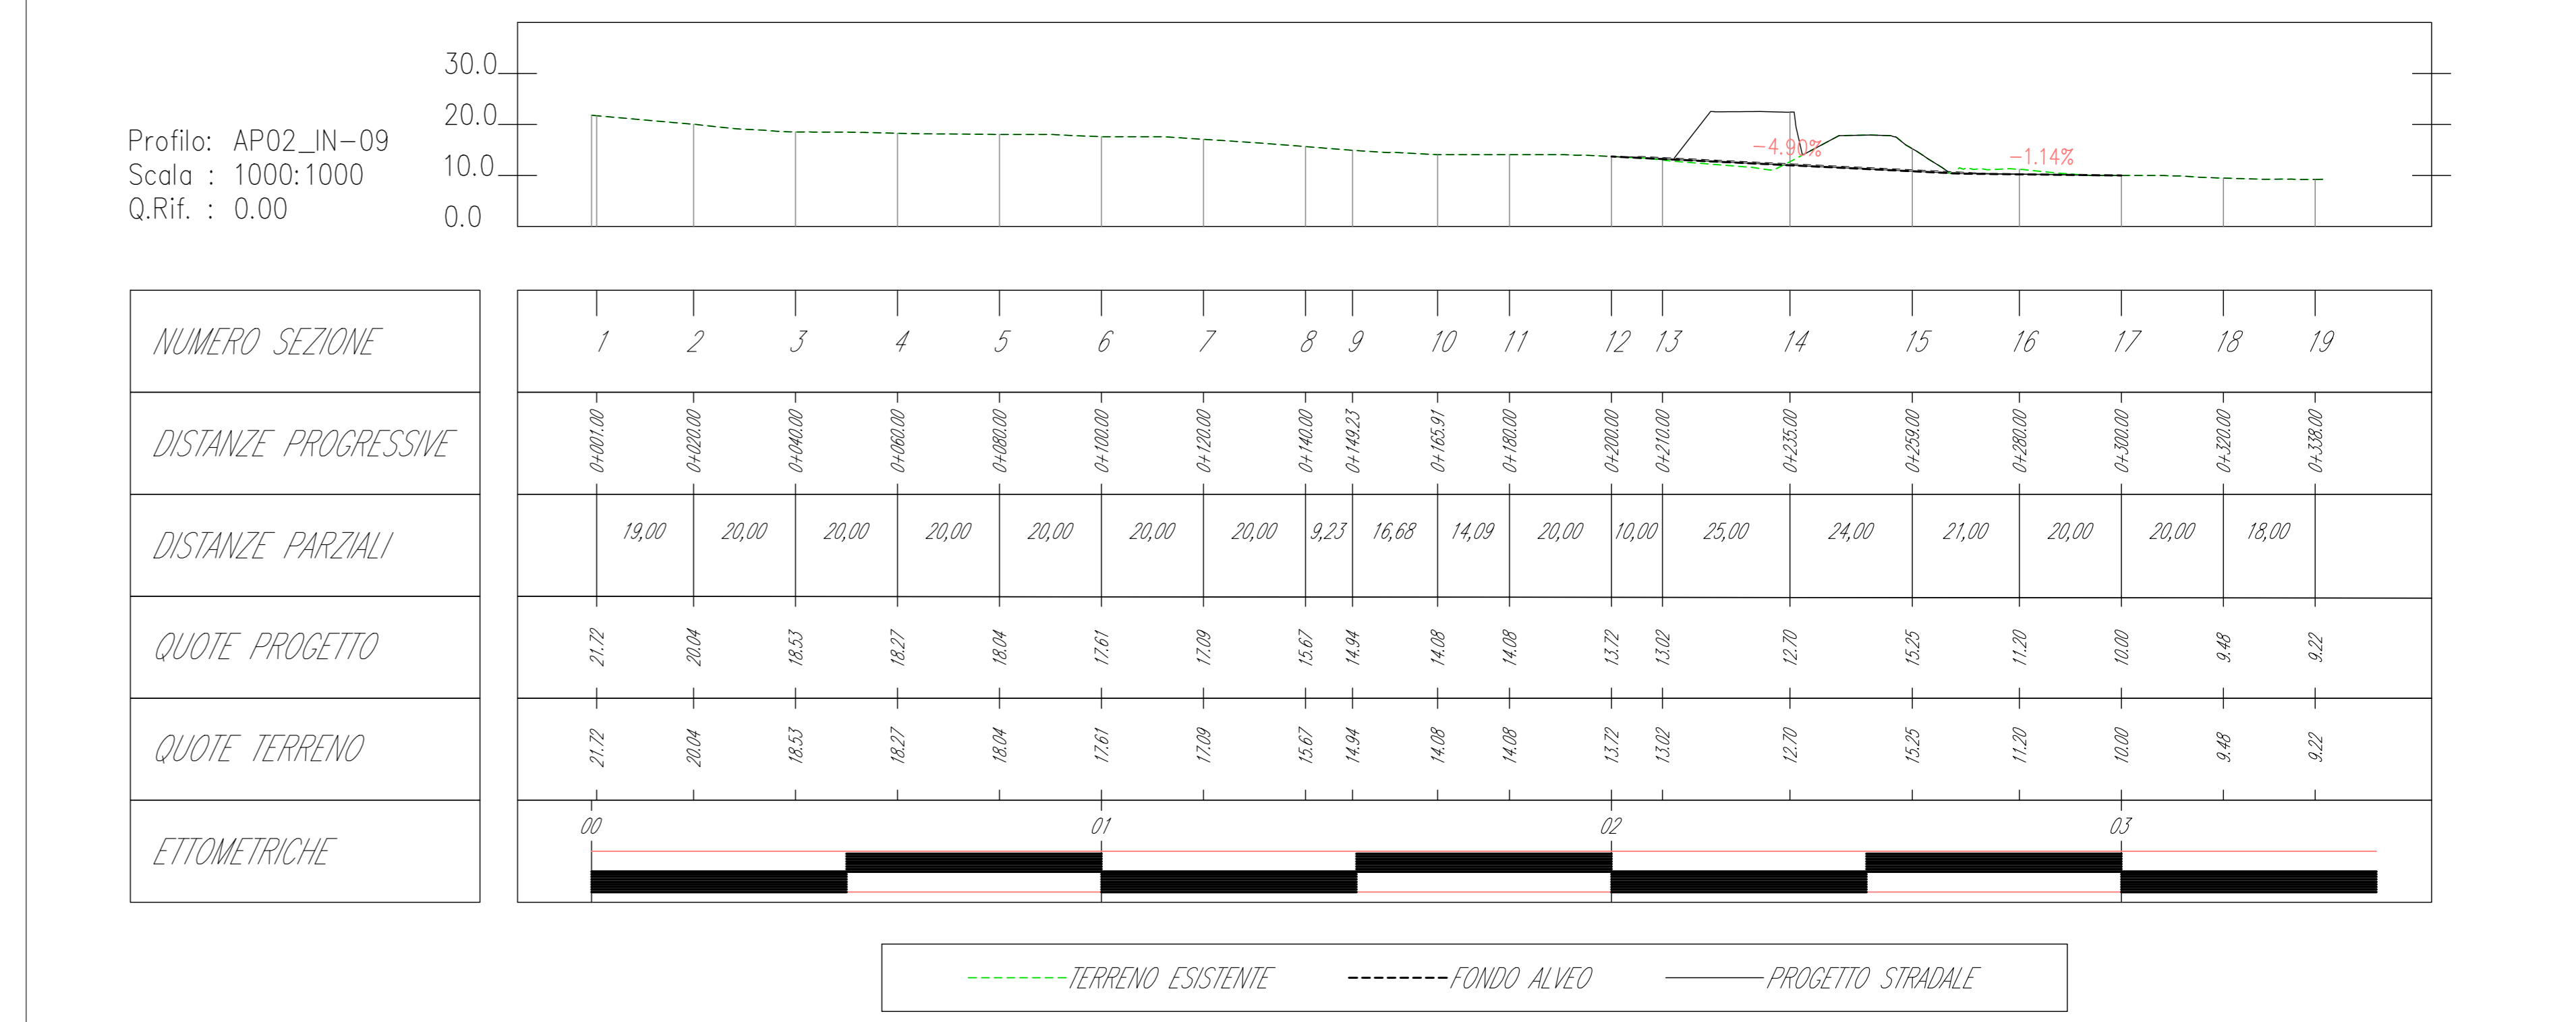 30.0
20.0
10.0
0.0
Profilo: AP02_IN-09
Scala : 1000:1000
Q.Rif. : 0.00
-4.90%
-1.14%
NUMERO SEZIONE
1 2 3 4 5 6 7 8 9 10 11 12 13 14 15 16 17 18 19
DISTANZE PROGRESSIVE
0+001.00 0+020.00 0+040.00 0+060.00 0+080.00 0+100.00 0+120.00 0+140.00 0+149.23 0+165.91 0+180.00 0+200.00 0+210.00 0+235.00 0+259.00 0+280.00 0+300.00 0+320.00 0+338.00
DISTANZE PARZIALI
19,00 20,00 20,00 20,00 20,00 20,00 20,00 9,23 16,68 14,09 20,00 10,00 25,00 24,00 21,00 20,00 20,00 18,00
QUOTE PROGETTO
21.72 20.04 18.53 18.27 18.04 17.61 17.09 15.67 14.94 14.08 14.08 13.72 13.02 12.70 15.25 11.20 10.00 9.48 9.22
QUOTE TERRENO
21.72 20.04 18.53 18.27 18.04 17.61 17.09 15.67 14.94 14.08 14.08 13.72 13.02 12.70 15.25 11.20 10.00 9.48 9.22
ETTOMETRICHE
00 01 02 03
TERRENO ESISTENTE FONDO ALVEO PROGETTO STRADALE